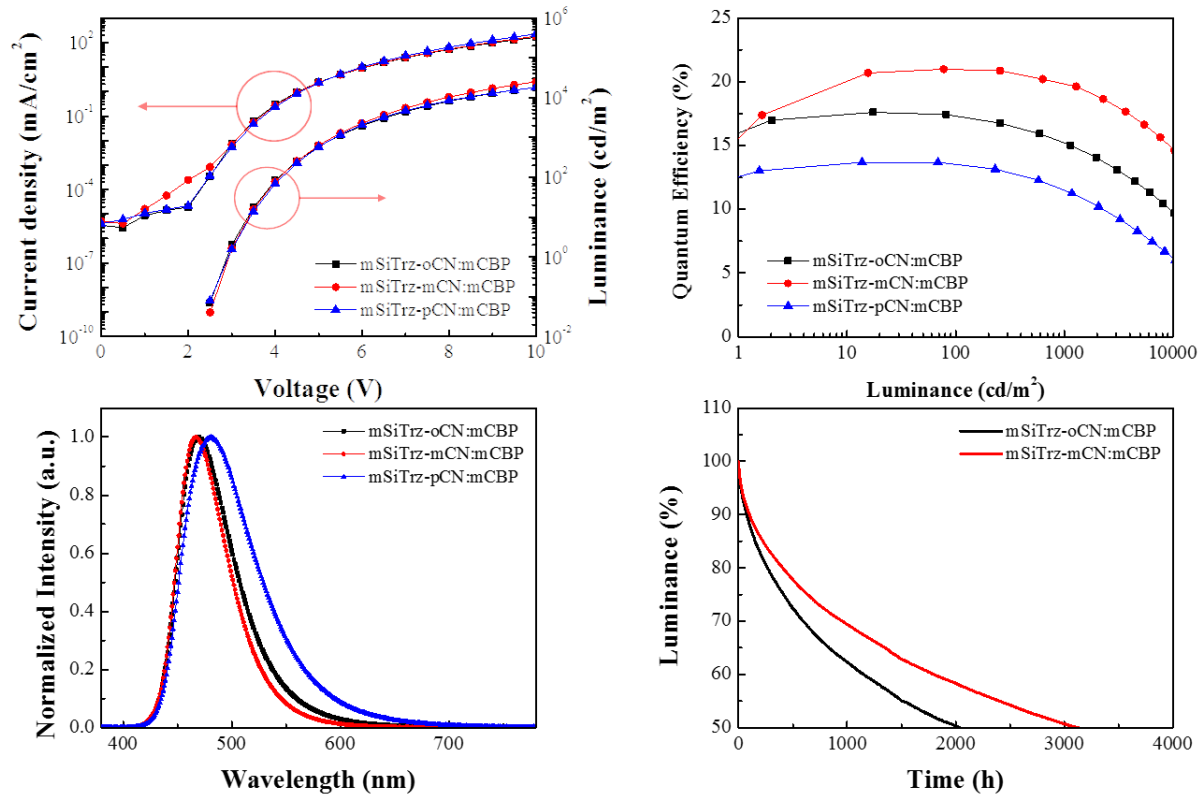 10^2
10^-1
10^-4
10^-7
10^-10
Current density (mA/cm^2)
10^6
10^4
10^2
10^0
10^-2
Luminance (cd/m^2)
mSiTrz-oCN:mCBP
mSiTrz-mCN:mCBP
mSiTrz-pCN:mCBP
0 2 4 6 8 10
Voltage (V)
25
20
15
10
5
0
Quantum Efficiency (%)
mSiTrz-oCN:mCBP
mSiTrz-mCN:mCBP
mSiTrz-pCN:mCBP
1 10 100 1000 10000
Luminance (cd/m^2)
1.0
0.8
0.6
0.4
0.2
0.0
Normalized Intensity (a.u.)
mSiTrz-oCN:mCBP
mSiTrz-mCN:mCBP
mSiTrz-pCN:mCBP
400 500 600 700
Wavelength (nm)
110
100
90
80
70
60
50
Luminance (%)
mSiTrz-oCN:mCBP
mSiTrz-mCN:mCBP
0 1000 2000 3000 4000
Time (h)